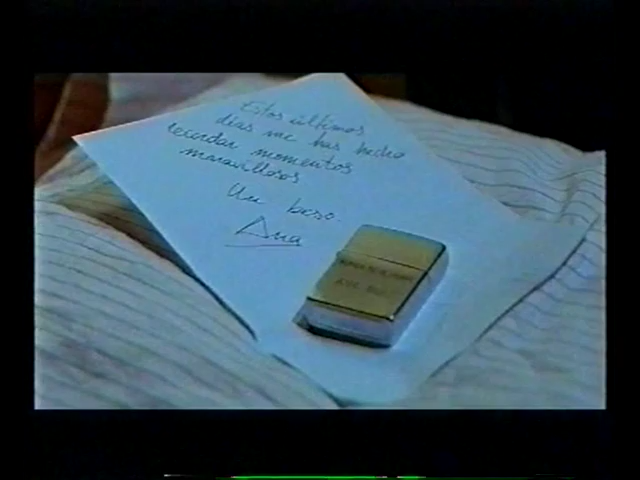 Estos últimos
días me has hecho
recordar momentos
maravillosos
Un beso.
Ana